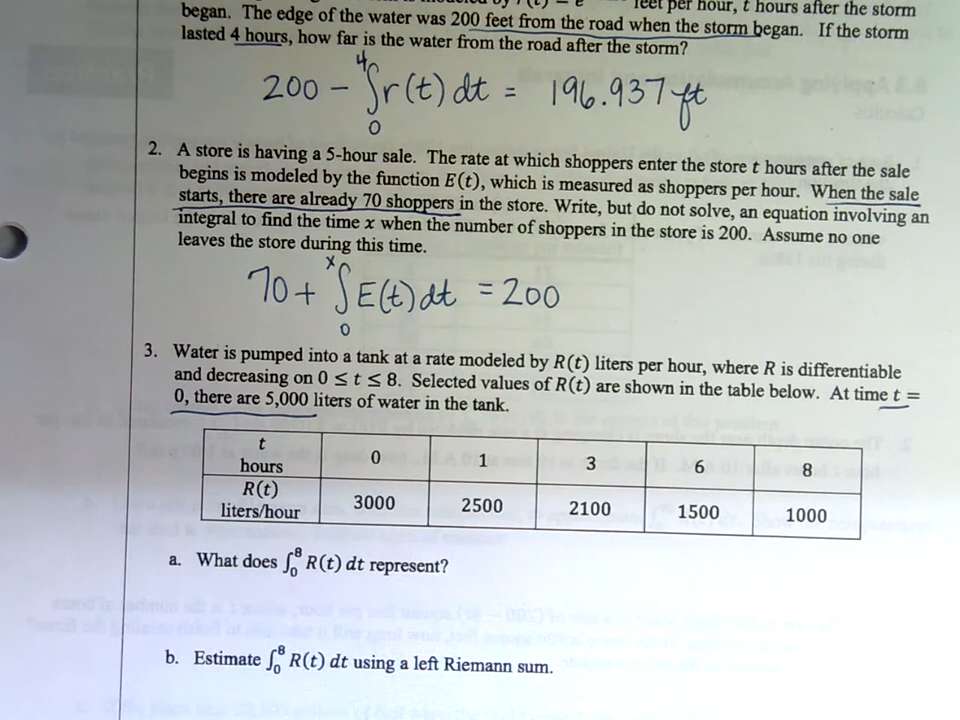 feet per hour, t hours after the storm
began. The edge of the water was 200 feet from the road when the storm began. If the storm
lasted 4 hours, how far is the water from the road after the storm?
200 - ∫₀⁴ r(t) dt = 196.937 ft
2. A store is having a 5-hour sale. The rate at which shoppers enter the store t hours after the sale
begins is modeled by the function E(t), which is measured as shoppers per hour. When the sale
starts, there are already 70 shoppers in the store. Write, but do not solve, an equation involving an
integral to find the time x when the number of shoppers in the store is 200. Assume no one
leaves the store during this time.
70 + ∫₀ˣ E(t) dt = 200
3. Water is pumped into a tank at a rate modeled by R(t) liters per hour, where R is differentiable
and decreasing on 0 ≤ t ≤ 8. Selected values of R(t) are shown in the table below. At time t =
0, there are 5,000 liters of water in the tank.
t
hours 0 1 3 6 8
R(t)
liters/hour 3000 2500 2100 1500 1000
a. What does ∫₀⁸ R(t) dt represent?
b. Estimate ∫₀⁸ R(t) dt using a left Riemann sum.